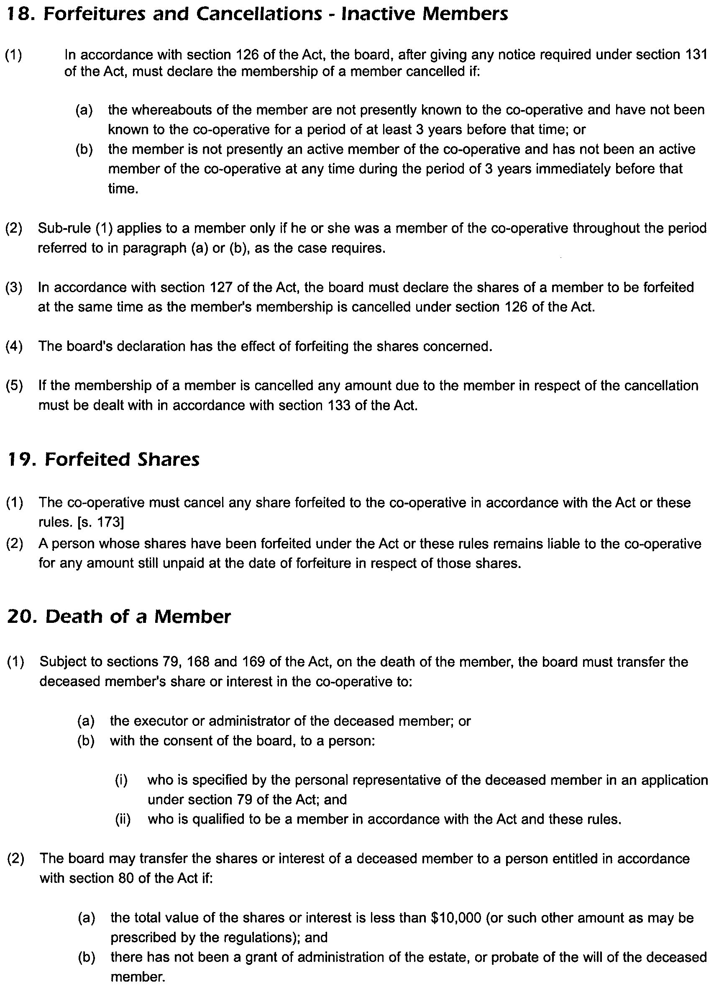 18. Forfeitures and Cancellations - Inactive Members
(1) In accordance with section 126 of the Act, the board, after giving any notice required under section 131
of the Act, must declare the membership of a member cancelled if:
(a) the whereabouts of the member are not presently known to the co-operative and have not been
known to the co-operative for a period of at least 3 years before that time; or
(b) the member is not presently an active member of the co-operative and has not been an active
member of the co-operative at any time during the period of 3 years immediately before that
time.
(2) Sub-rule (1) applies to a member only if he or she was a member of the co-operative throughout the period
referred to in paragraph (a) or (b), as the case requires.
(3) In accordance with section 127 of the Act, the board must declare the shares of a member to be forfeited
at the same time as the member's membership is cancelled under section 126 of the Act.
(4) The board's declaration has the effect of forfeiting the shares concerned.
(5) If the membership of a member is cancelled any amount due to the member in respect of the cancellation
must be dealt with in accordance with section 133 of the Act.
19. Forfeited Shares
(1) The co-operative must cancel any share forfeited to the co-operative in accordance with the Act or these
rules. [s. 173]
(2) A person whose shares have been forfeited under the Act or these rules remains liable to the co-operative
for any amount still unpaid at the date of forfeiture in respect of those shares.
20. Death of a Member
(1) Subject to sections 79, 168 and 169 of the Act, on the death of the member, the board must transfer the
deceased member's share or interest in the co-operative to:
(a) the executor or administrator of the deceased member; or
(b) with the consent of the board, to a person:
(i) who is specified by the personal representative of the deceased member in an application
under section 79 of the Act; and
(ii) who is qualified to be a member in accordance with the Act and these rules.
(2) The board may transfer the shares or interest of a deceased member to a person entitled in accordance
with section 80 of the Act if:
(a) the total value of the shares or interest is less than $10,000 (or such other amount as may be
prescribed by the regulations); and
(b) there has not been a grant of administration of the estate, or probate of the will of the deceased
member.